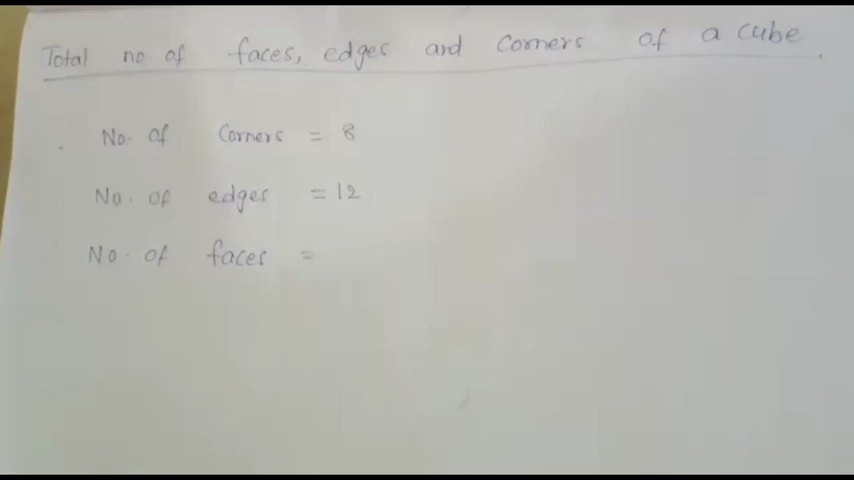 Total no of faces, edges and corners of a cube.
No. of Corners = 8
No. of edges = 12
No. of faces =